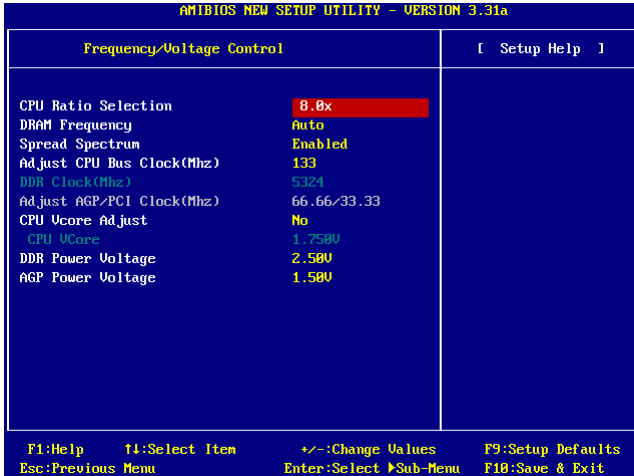 AMIBIOS NEW SETUP UTILITY - VERSION 3.31a
Frequency/Voltage Control [ Setup Help ]
CPU Ratio Selection 8.0x
DRAM Frequency Auto
Spread Spectrum Enabled
Adjust CPU Bus Clock(Mhz) 133
DDR Clock(Mhz) 5324
Adjust AGP/PCI Clock(Mhz) 66.66/33.33
CPU Vcore Adjust No
CPU VCore 1.750V
DDR Power Voltage 2.50V
AGP Power Voltage 1.50V
F1:Help ↑↓:Select Item +/-:Change Values F9:Setup Defaults
Esc:Previous Menu Enter:Select ▶Sub-Menu F10:Save & Exit